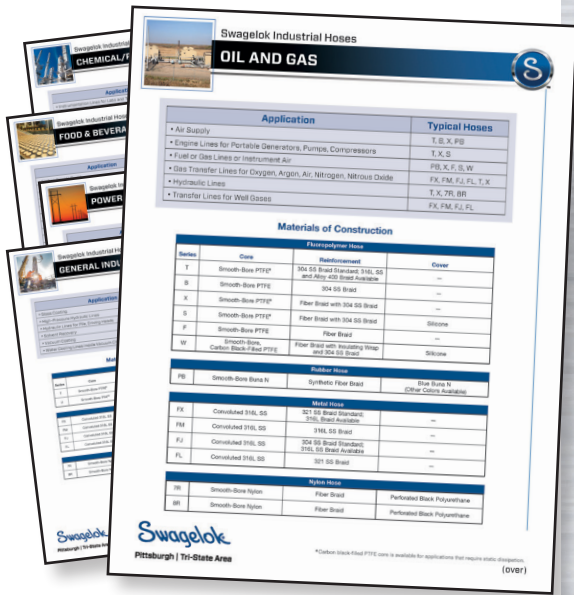 Swagelok Industrial Hoses
OIL AND GAS
S
Application Typical Hoses
• Air Supply T, S, X, PB
• Engine Lines for Portable Generators, Pumps, Compressors T, X, S
• Fuel or Gas Lines or Instrument Air PB, X, F, S, W
• Gas Transfer Lines for Oxygen, Argon, Air, Nitrogen, Nitrous Oxide FX, FM, FJ, FL, T, X
• Hydraulic Lines T, X, 7R, 8R
• Transfer Lines for Well Gases FX, FM, FJ, FL
Materials of Construction
Fluoropolymer Hose
Series Core Reinforcement Cover
T Smooth-Bore PTFE* 304 SS Braid Standard; 316L SS
and Alloy 400 Braid Available —
B Smooth-Bore PTFE 304 SS Braid —
X Smooth-Bore PTFE* Fiber Braid with 304 SS Braid —
S Smooth-Bore PTFE* Fiber Braid with 304 SS Braid Silicone
F Smooth-Bore PTFE Fiber Braid —
W Smooth-Bore,
Carbon Black-Filled PTFE Fiber Braid with Insulating Wrap
and 304 SS Braid Silicone
Rubber Hose
PB Smooth-Bore Buna N Synthetic Fiber Braid Blue Buna N
(Other Colors Available)
Metal Hose
FX Convoluted 316L SS 321 SS Braid Standard;
316L Braid Available —
FM Convoluted 316L SS 316L SS Braid —
FJ Convoluted 316L SS 304 SS Braid Standard;
316L SS Braid Available —
FL Convoluted 316L SS 321 SS Braid —
Nylon Hose
7R Smooth-Bore Nylon Fiber Braid Perforated Black Polyurethane
8R Smooth-Bore Nylon Fiber Braid Perforated Black Polyurethane
*Carbon black-filled PTFE core is available for applications that require static dissipation.
Swagelok
Pittsburgh | Tri-State Area
(over)
Swagelok Industrial
CHEMICAL/
Swagelok Industrial Ho
FOOD & BEVERA
Application
Swagelok In
POWER
Swagelok Industrial H
GENERAL INDU
Application
Swagelok
Pittsburgh | Tri-State Area